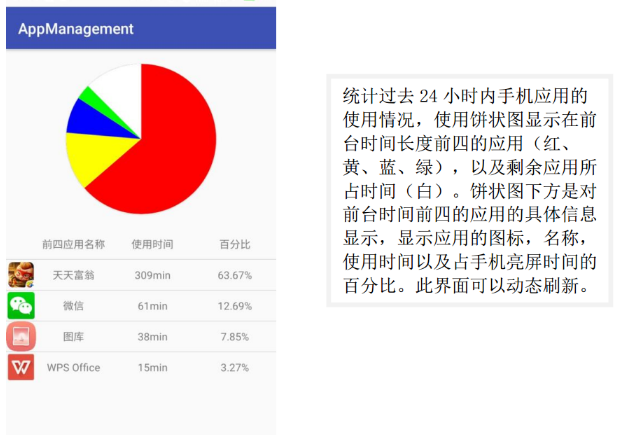 AppManagement
前四应用名称 使用时间 百分比
天天富翁 309min 63.67%
微信 61min 12.69%
图库 38min 7.85%
WPS Office 15min 3.27%
统计过去 24 小时内手机应用的
使用情况，使用饼状图显示在前
台时间长度前四的应用（红、
黄、蓝、绿），以及剩余应用所
占时间（白）。饼状图下方是对
前台时间前四的应用的具体信息
显示，显示应用的图标，名称，
使用时间以及占手机亮屏时间的
百分比。此界面可以动态刷新。